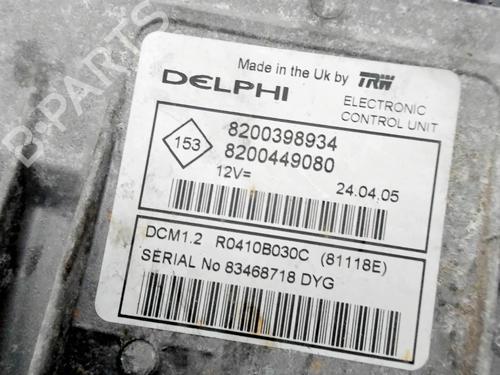 Made in the Uk by TRW
DELPHI
ELECTRONIC
CONTROL UNIT
153
8200398934
8200449080
12V=
24.04.05
DCM1.2 R0410B030C (81118E)
SERIAL No 83468718 DYG
B-PARTS